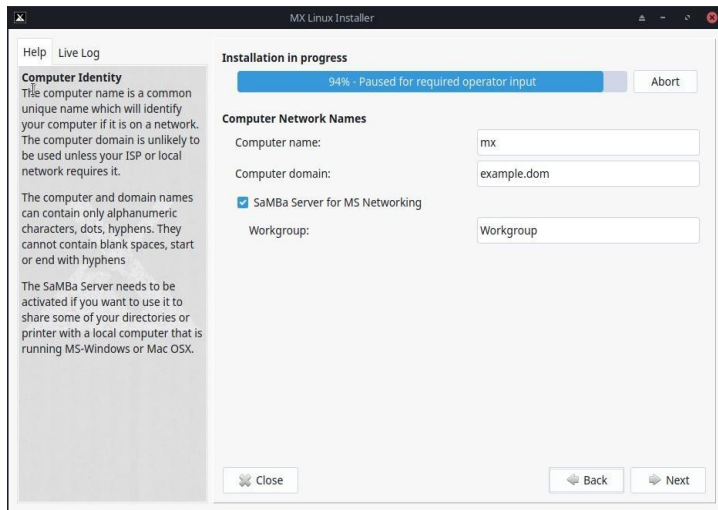 MX Linux Installer
Help Live Log
Computer Identity
The computer name is a common
unique name which will identify
your computer if it is on a network.
The computer domain is unlikely to
be used unless your ISP or local
network requires it.
The computer and domain names
can contain only alphanumeric
characters, dots, hyphens. They
cannot contain blank spaces, start
or end with hyphens
The SaMBa Server needs to be
activated if you want to use it to
share some of your directories or
printer with a local computer that is
running MS-Windows or Mac OSX.
Installation in progress
94% - Paused for required operator input Abort
Computer Network Names
Computer name: mx
Computer domain: example.dom
SaMBa Server for MS Networking
Workgroup: Workgroup
Close Back Next